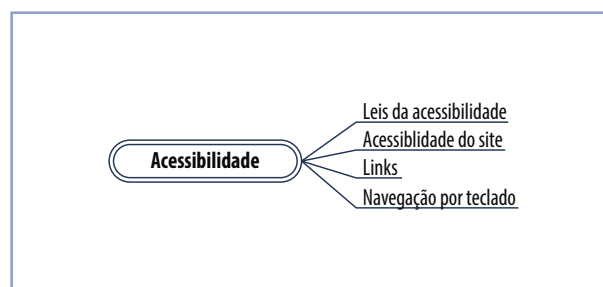 Acessibilidade
Leis da acessibilidade
Acessiblidade do site
Links
Navegação por teclado